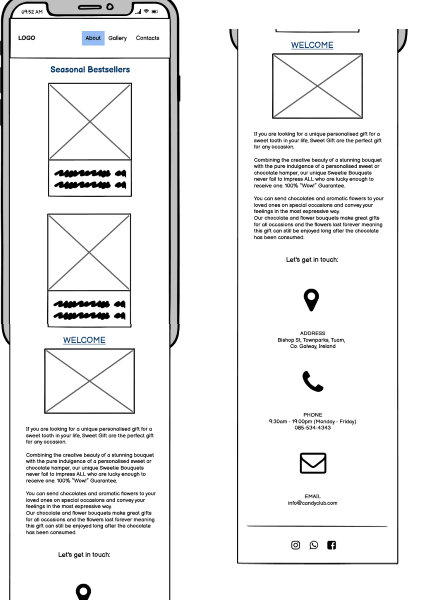 09:52 AM
LOGO
About
Gallery
Contacts
Seasonal Bestsellers
WELCOME
If you are looking for a unique personalised gift for a
sweet tooth in your life, Sweet Gift are the perfect gift
for any occasion.
Combining the creative beauty of a stunning bouquet
with the pure indulgence of a personalised sweet or
chocolate hamper, our unique Sweetie Bouquets
never fail to impress ALL who are lucky enough to
receive one. 100% "Wow!" Guarantee.
You can send chocolates and aromatic flowers to your
loved ones on special occasions and convey your
feelings in the most expressive way.
Our chocolate and flower bouquets make great gifts
for all occasions and the flowers last forever meaning
this gift can still be enjoyed long after the chocolate
has been consumed.
Let's get in touch:
WELCOME
If you are looking for a unique personalised gift for a
sweet tooth in your life, Sweet Gift are the perfect gift
for any occasion.
Combining the creative beauty of a stunning bouquet
with the pure indulgence of a personalised sweet or
chocolate hamper, our unique Sweetie Bouquets
never fail to impress ALL who are lucky enough to
receive one. 100% "Wow!" Guarantee.
You can send chocolates and aromatic flowers to your
loved ones on special occasions and convey your
feelings in the most expressive way.
Our chocolate and flower bouquets make great gifts
for all occasions and the flowers last forever meaning
this gift can still be enjoyed long after the chocolate
has been consumed.
Let's get in touch:
ADDRESS
Bishop St, Townparks, Tuam,
Co. Galway, Ireland
PHONE
9:30am - 19:00pm (Monday - Friday)
085-534-4343
EMAIL
info@candyclub.com